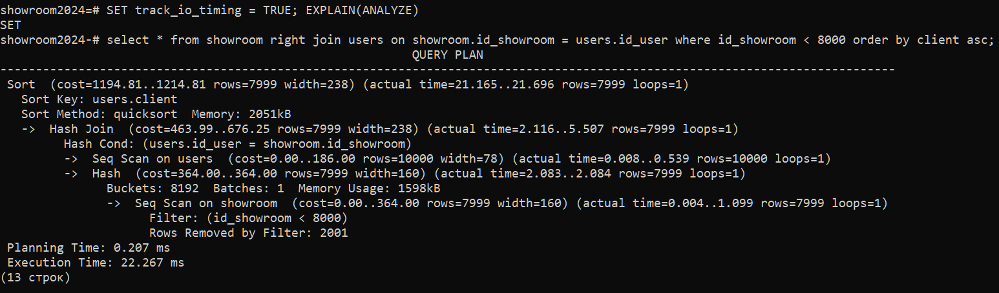 showroom2024=# SET track_io_timing = TRUE; EXPLAIN(ANALYZE)
SET
showroom2024-# select * from showroom right join users on showroom.id_showroom = users.id_user where id_showroom < 8000 order by client asc;
QUERY PLAN
------------------------------------------------------------------------------------------------------------------------------
Sort  (cost=1194.81..1214.81 rows=7999 width=238) (actual time=21.165..21.696 rows=7999 loops=1)
  Sort Key: users.client
  Sort Method: quicksort  Memory: 2051kB
  ->  Hash Join  (cost=463.99..676.25 rows=7999 width=238) (actual time=2.116..5.507 rows=7999 loops=1)
        Hash Cond: (users.id_user = showroom.id_showroom)
        ->  Seq Scan on users  (cost=0.00..186.00 rows=10000 width=78) (actual time=0.008..0.539 rows=10000 loops=1)
        ->  Hash  (cost=364.00..364.00 rows=7999 width=160) (actual time=2.083..2.084 rows=7999 loops=1)
              Buckets: 8192  Batches: 1  Memory Usage: 1598kB
              ->  Seq Scan on showroom  (cost=0.00..364.00 rows=7999 width=160) (actual time=0.004..1.099 rows=7999 loops=1)
                    Filter: (id_showroom < 8000)
                    Rows Removed by Filter: 2001
Planning Time: 0.207 ms
Execution Time: 22.267 ms
(13 строк)